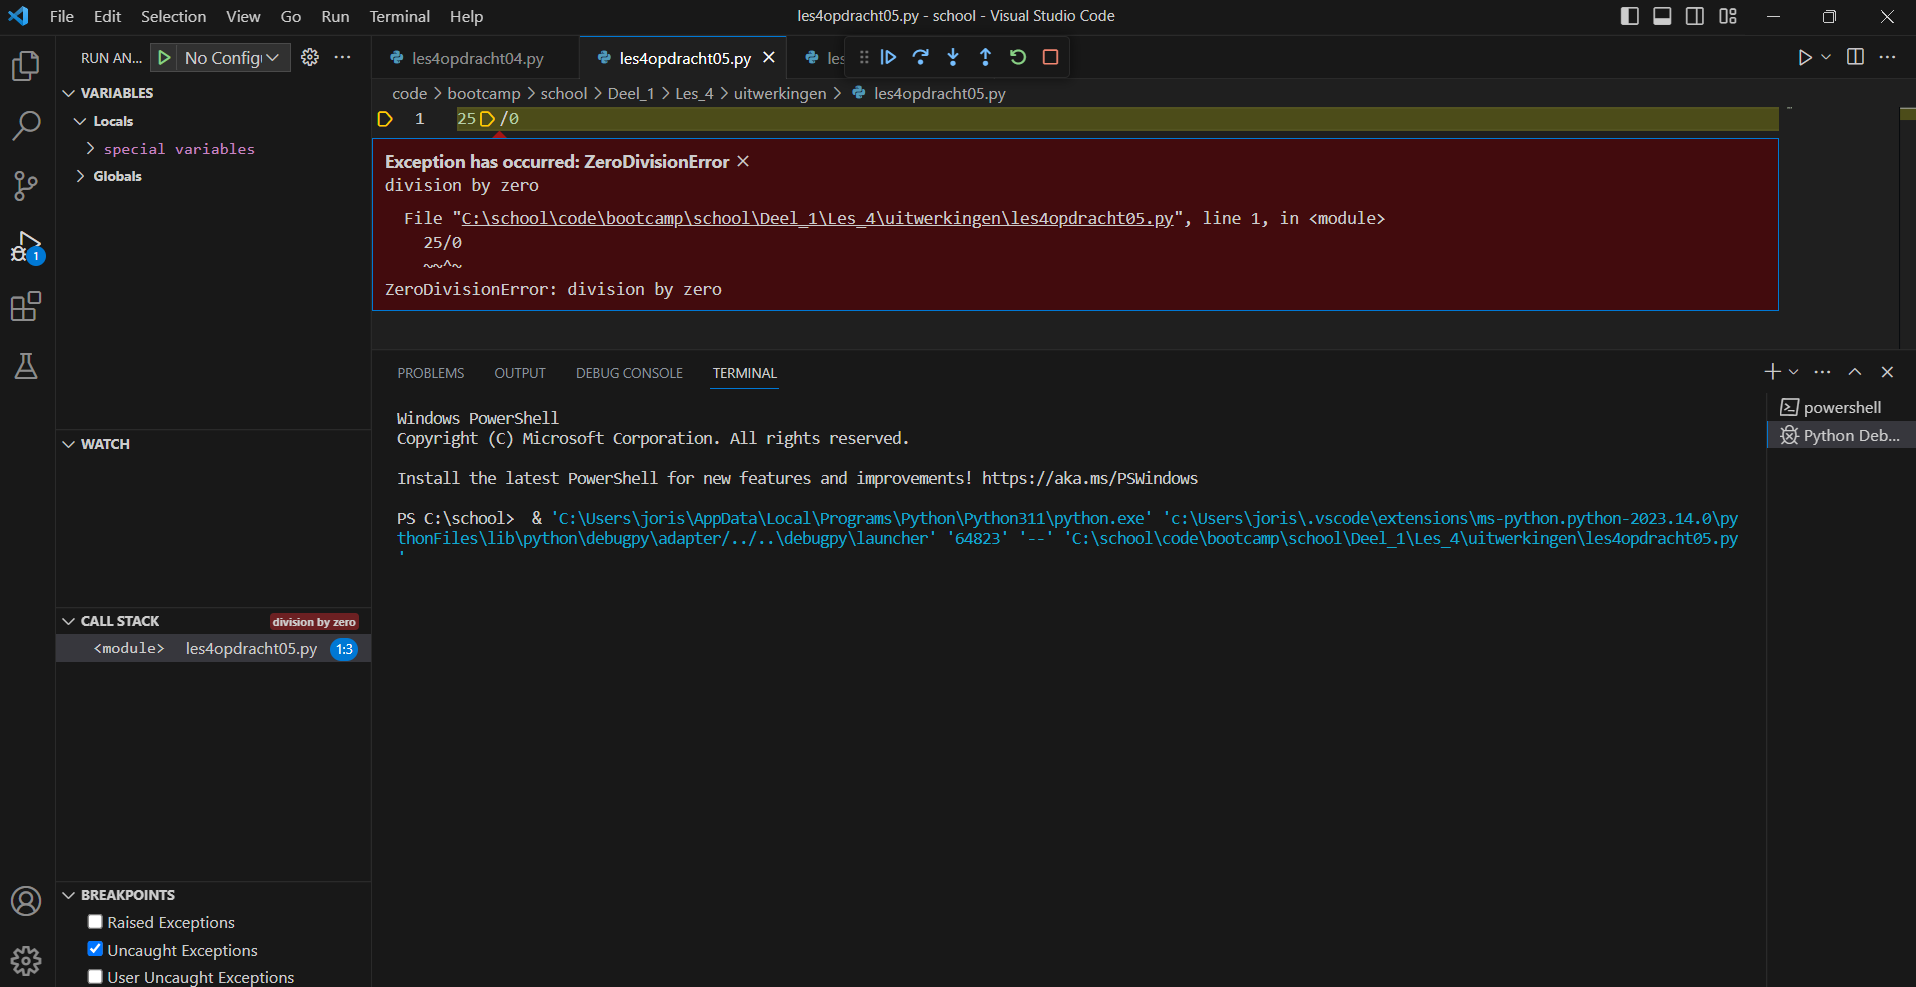 File Edit Selection View Go Run Terminal Help
les4opdracht05.py - school - Visual Studio Code
RUN AN... No Config
les4opdracht04.py les4opdracht05.py les
VARIABLES
Locals
special variables
Globals
code > bootcamp > school > Deel_1 > Les_4 > uitwerkingen > les4opdracht05.py
1 25/0
Exception has occurred: ZeroDivisionError
division by zero
File "C:\school\code\bootcamp\school\Deel_1\Les_4\uitwerkingen\les4opdracht05.py", line 1, in <module>
25/0
~~^~
ZeroDivisionError: division by zero
PROBLEMS OUTPUT DEBUG CONSOLE TERMINAL
Windows PowerShell
Copyright (C) Microsoft Corporation. All rights reserved.
Install the latest PowerShell for new features and improvements! https://aka.ms/PSWindows
PS C:\school>  & 'C:\Users\joris\AppData\Local\Programs\Python\Python311\python.exe' 'c:\Users\joris\.vscode\extensions\ms-python.python-2023.14.0\py
thonFiles\lib\python\debugpy\adapter/../..\debugpy\launcher' '64823' '--' 'C:\school\code\bootcamp\school\Deel_1\Les_4\uitwerkingen\les4opdracht05.py
'
powershell
Python Deb...
1
WATCH
CALL STACK division by zero
<module> les4opdracht05.py 1:3
BREAKPOINTS
Raised Exceptions
Uncaught Exceptions
User Uncaught Exceptions